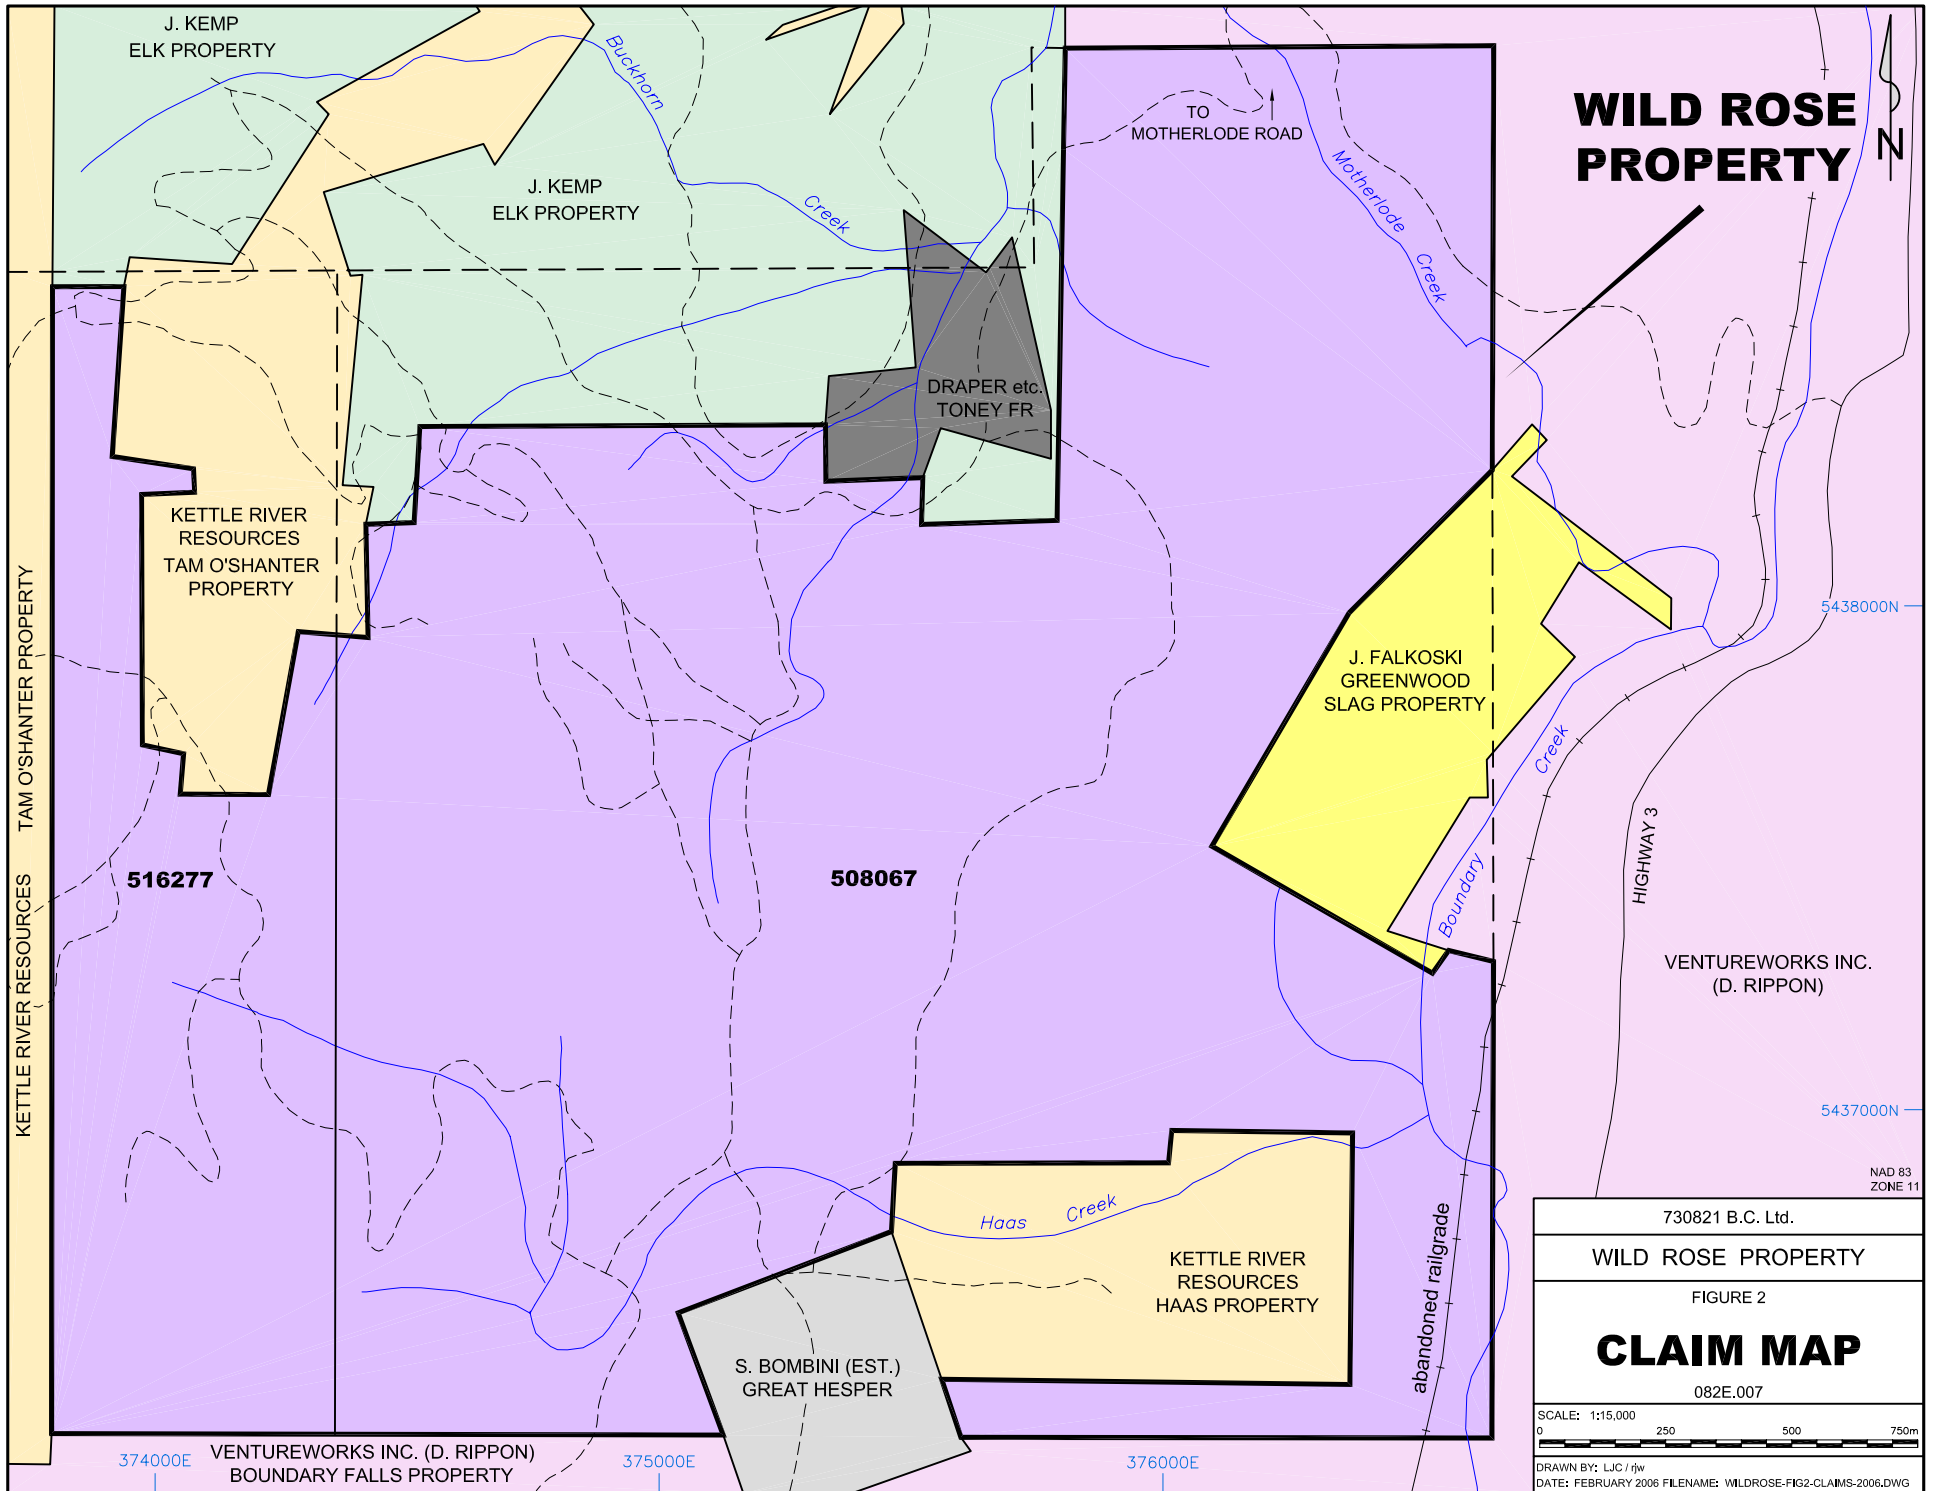 J. KEMP
ELK PROPERTY
Buckhorn
Creek
J. KEMP
ELK PROPERTY
TO
MOTHERLODE ROAD
Motherlode
Creek
WILD ROSE
PROPERTY
N
DRAPER etc.
TONEY FR
KETTLE RIVER
RESOURCES
TAM O'SHANTER
PROPERTY
KETTLE RIVER RESOURCES TAM O'SHANTER PROPERTY
J. FALKOSKI
GREENWOOD
SLAG PROPERTY
5438000N
Boundary
Creek
HIGHWAY 3
516277
508067
VENTUREWORKS INC.
(D. RIPPON)
5437000N
NAD 83
ZONE 11
Haas Creek
KETTLE RIVER
RESOURCES
HAAS PROPERTY
abandoned railgrade
S. BOMBINI (EST.)
GREAT HESPER
374000E
375000E
376000E
VENTUREWORKS INC. (D. RIPPON)
BOUNDARY FALLS PROPERTY
730821 B.C. Ltd.
WILD ROSE PROPERTY
FIGURE 2
CLAIM MAP
082E.007
SCALE: 1:15,000
0 250 500 750m
DRAWN BY: LJC / rjw
DATE: FEBRUARY 2006 FILENAME: WILDROSE-FIG2-CLAIMS-2006.DWG